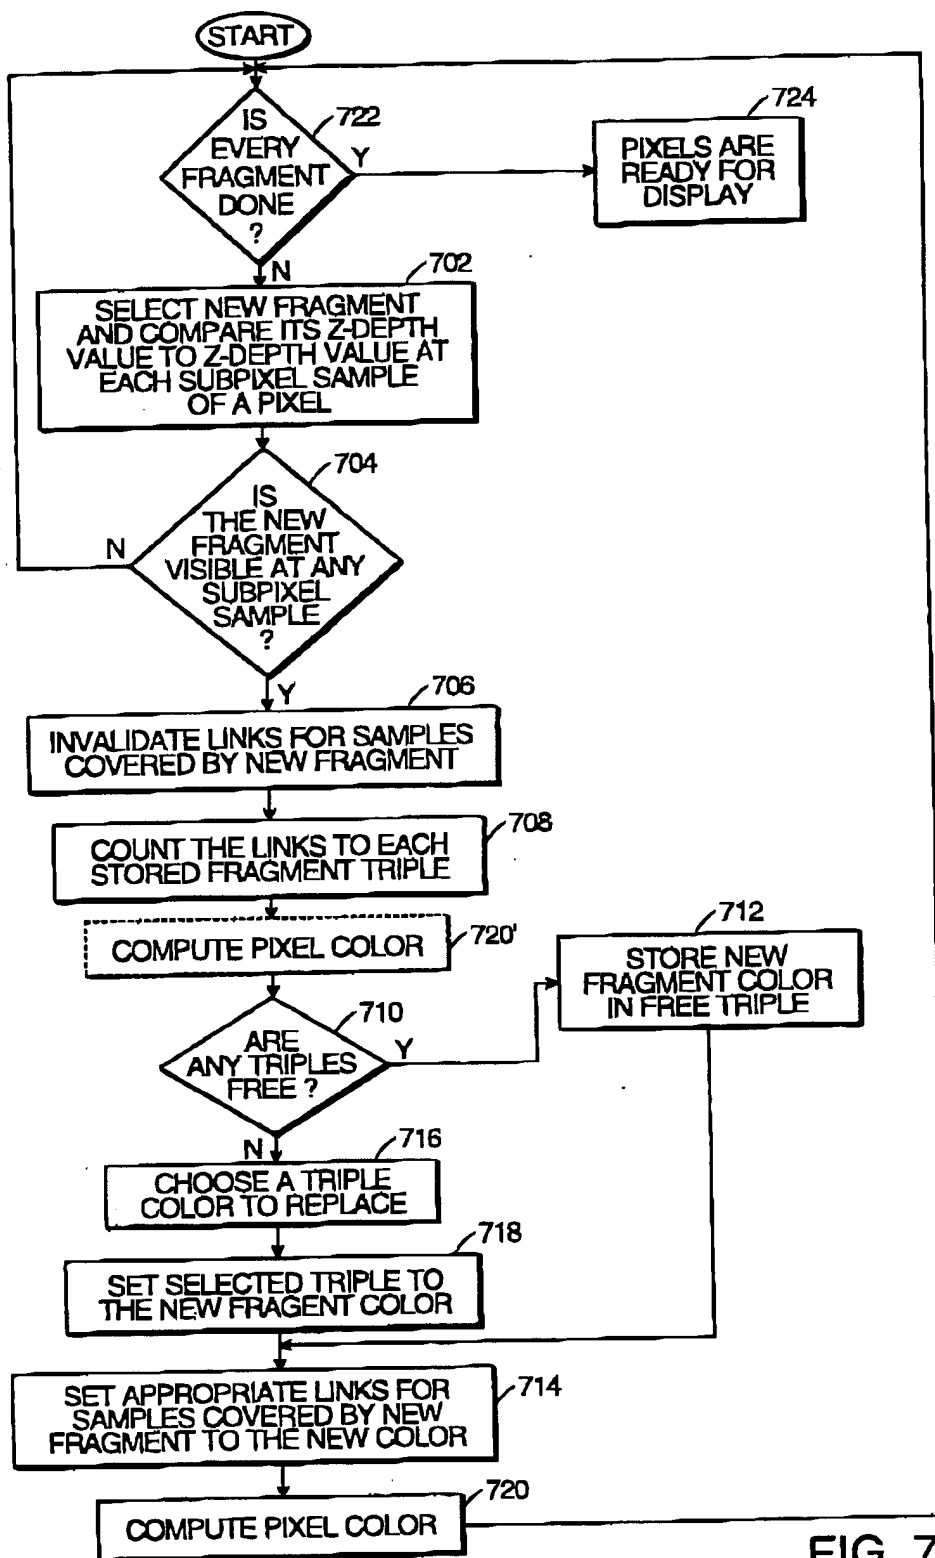 START
IS
EVERY
FRAGMENT
DONE
?
722
Y
724
PIXELS ARE
READY FOR
DISPLAY
N
702
SELECT NEW FRAGMENT
AND COMPARE ITS Z-DEPTH
VALUE TO Z-DEPTH VALUE AT
EACH SUBPIXEL SAMPLE
OF A PIXEL
704
IS
THE NEW
FRAGMENT
VISIBLE AT ANY
SUBPIXEL
SAMPLE
?
N
Y
706
INVALIDATE LINKS FOR SAMPLES
COVERED BY NEW FRAGMENT
708
COUNT THE LINKS TO EACH
STORED FRAGMENT TRIPLE
COMPUTE PIXEL COLOR
720'
712
STORE NEW
FRAGMENT COLOR
IN FREE TRIPLE
710
ARE
ANY TRIPLES
FREE ?
Y
N
716
CHOOSE A TRIPLE
COLOR TO REPLACE
718
SET SELECTED TRIPLE TO
THE NEW FRAGENT COLOR
714
SET APPROPRIATE LINKS FOR
SAMPLES COVERED BY NEW
FRAGMENT TO THE NEW COLOR
720
COMPUTE PIXEL COLOR
FIG. 7